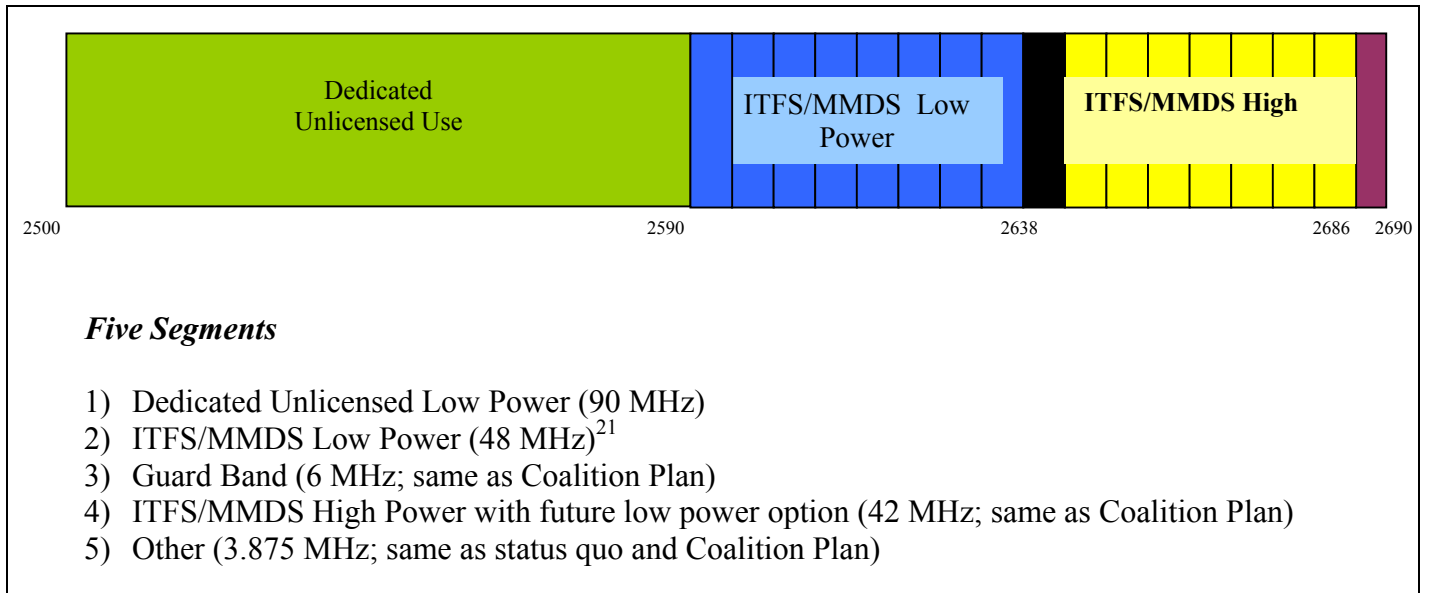 Dedicated
Unlicensed Use
ITFS/MMDS Low
Power
ITFS/MMDS High
2500
2590
2638
2686
2690
Five Segments
1) Dedicated Unlicensed Low Power (90 MHz)
2) ITFS/MMDS Low Power (48 MHz)21
3) Guard Band (6 MHz; same as Coalition Plan)
4) ITFS/MMDS High Power with future low power option (42 MHz; same as Coalition Plan)
5) Other (3.875 MHz; same as status quo and Coalition Plan)